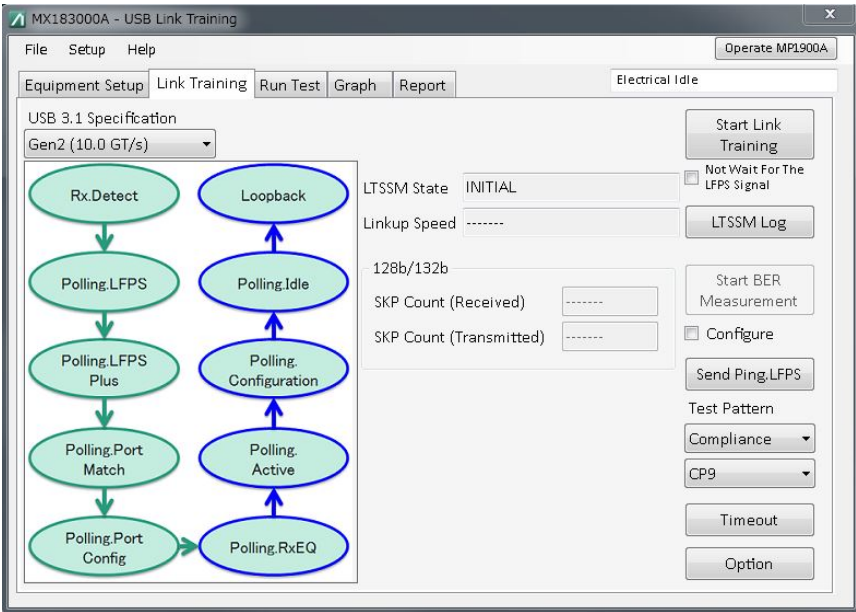 MX183000A - USB Link Training
x
File Setup Help
Operate MP1900A
Equipment Setup Link Training Run Test Graph Report
Electrical Idle
USB 3.1 Specification
Gen2 (10.0 GT/s)
Rx.Detect
Polling.LFPS
Polling.LFPS
Plus
Polling.Port
Match
Polling.Port
Config
Loopback
Polling.Idle
Polling.
Configuration
Polling.
Active
Polling.RxEQ
LTSSM State INITIAL
Linkup Speed -------
128b/132b
SKP Count (Received) -------
SKP Count (Transmitted) -------
Start Link
Training
Not Wait For The
LFPS Signal
LTSSM Log
Start BER
Measurement
Configure
Send Ping.LFPS
Test Pattern
Compliance
CP9
Timeout
Option